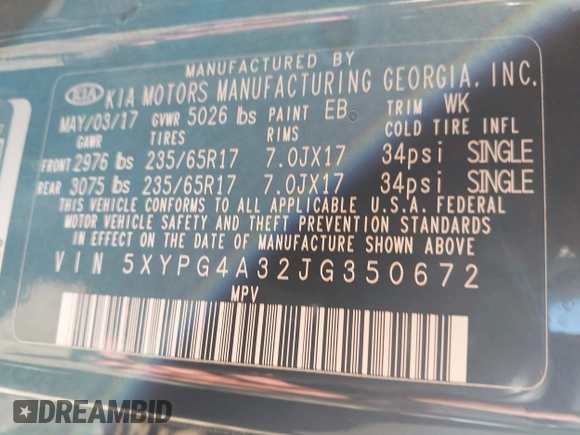 MANUFACTURED BY
KIA KIA MOTORS MANUFACTURING GEORGIA, INC.
MAY/03/17 GVWR 5026 lbs PAINT EB TRIM WK
GAWR TIRES RIMS COLD TIRE INFL
FRONT 2976 lbs 235/65R17 7.0JX17 34psi SINGLE
REAR 3075 lbs 235/65R17 7.0JX17 34psi SINGLE
THIS VEHICLE CONFORMS TO ALL APPLICABLE U.S.A. FEDERAL
MOTOR VEHICLE SAFETY AND THEFT PREVENTION STANDARDS
IN EFFECT ON THE DATE OF MANUFACTURE SHOWN ABOVE
VIN 5XYPG4A32JG350672
MPV
DREAMBID